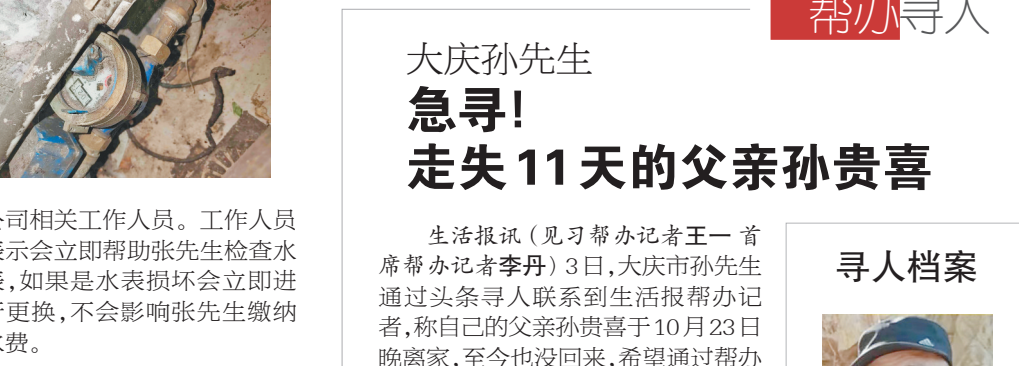 公司相关工作人员。工作人员
表示会立即帮助张先生检查水
表,如果是水表损坏会立即进
行更换,不会影响张先生缴纳
水费。
帮办寻人
大庆孙先生
急寻!
走失11天的父亲孙贵喜
生活报讯(见习帮办记者王一 首
席帮办记者李丹)3日,大庆市孙先生
通过头条寻人联系到生活报帮办记
者,称自己的父亲孙贵喜于10月23日
晚离家,至今也没回来,希望通过帮办
寻人档案